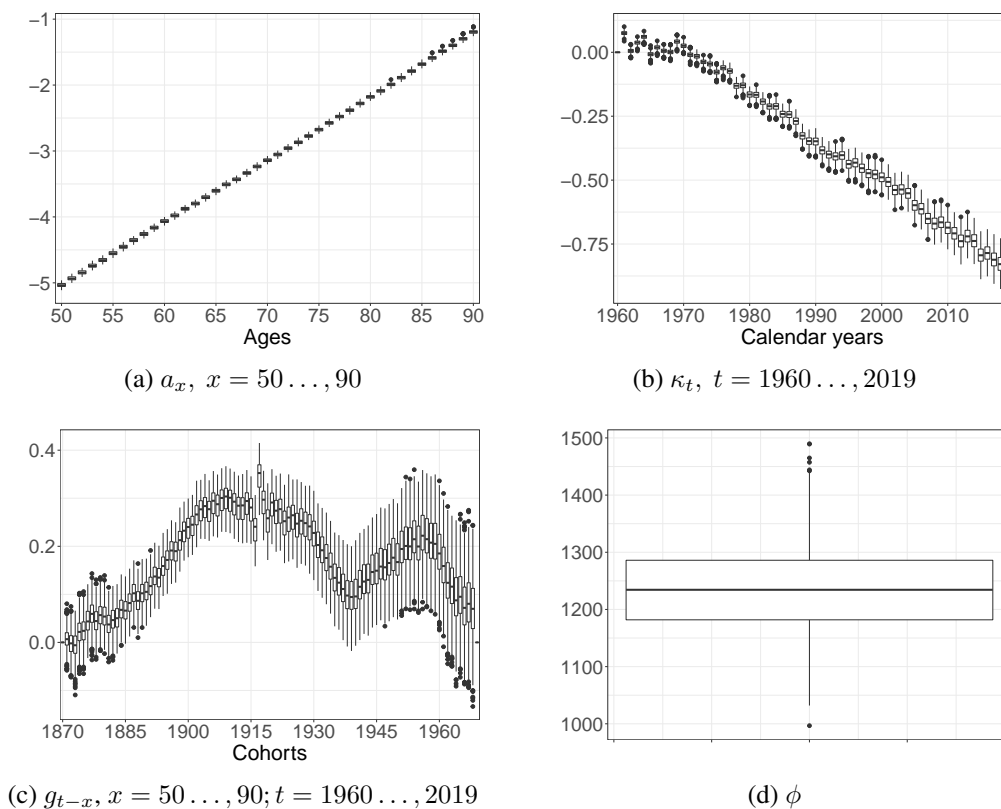 −1
−2
−3
−4
−5
50 55 60 65 70 75 80 85 90
Ages
(a) a_x, x = 50 . . . , 90
0.00
−0.25
−0.50
−0.75
1960 1970 1980 1990 2000 2010
Calendar years
(b) κ_t, t = 1960 . . . , 2019
0.4
0.2
0.0
1870 1885 1900 1915 1930 1945 1960
Cohorts
(c) g_{t−x}, x = 50 . . . , 90; t = 1960 . . . , 2019
1500
1400
1300
1200
1100
1000
(d) ϕ